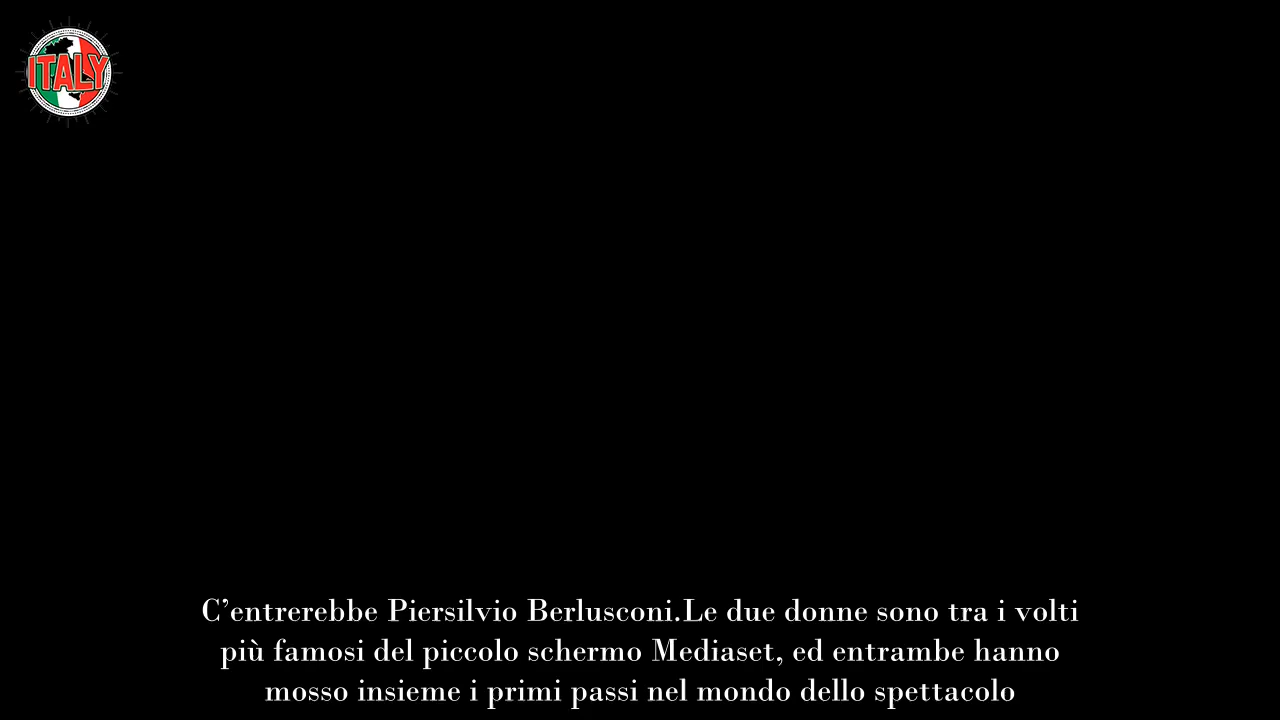 ITALY
C’entrerebbe Piersilvio Berlusconi.Le due donne sono tra i volti
più famosi del piccolo schermo Mediaset, ed entrambe hanno
mosso insieme i primi passi nel mondo dello spettacolo